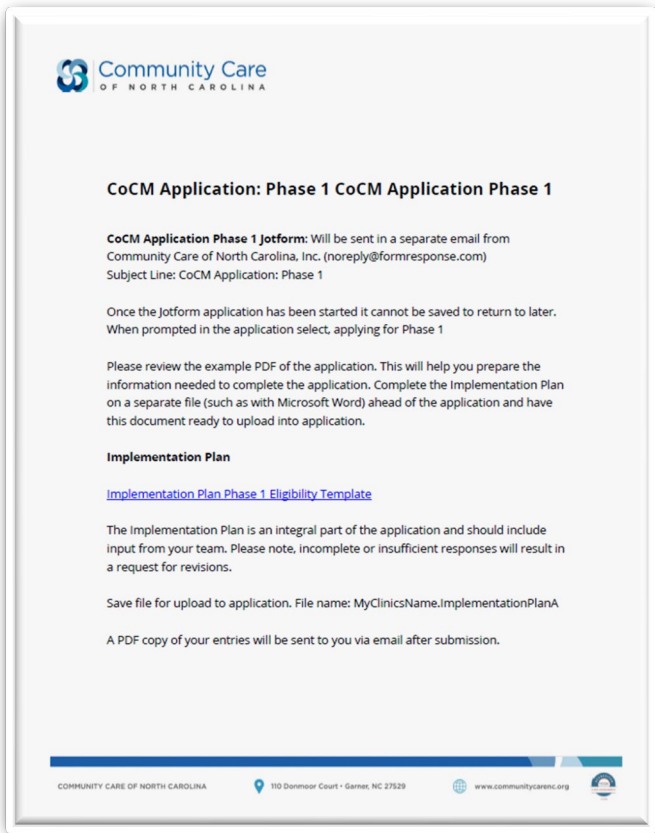 Community Care
OF NORTH CAROLINA
CoCM Application: Phase 1 CoCM Application Phase 1
CoCM Application Phase 1 Jotform: Will be sent in a separate email from
Community Care of North Carolina, Inc. (noreply@formresponse.com)
Subject Line: CoCM Application: Phase 1
Once the Jotform application has been started it cannot be saved to return to later.
When prompted in the application select, applying for Phase 1
Please review the example PDF of the application. This will help you prepare the
information needed to complete the application. Complete the Implementation Plan
on a separate file (such as with Microsoft Word) ahead of the application and have
this document ready to upload into application.
Implementation Plan
Implementation Plan Phase 1 Eligibility Template
The Implementation Plan is an integral part of the application and should include
input from your team. Please note, incomplete or insufficient responses will result in
a request for revisions.
Save file for upload to application. File name: MyClinicsName.ImplementationPlanA
A PDF copy of your entries will be sent to you via email after submission.
COMMUNITY CARE OF NORTH CAROLINA
110 Donmoor Court • Garner, NC 27529
www.communitycarenc.org